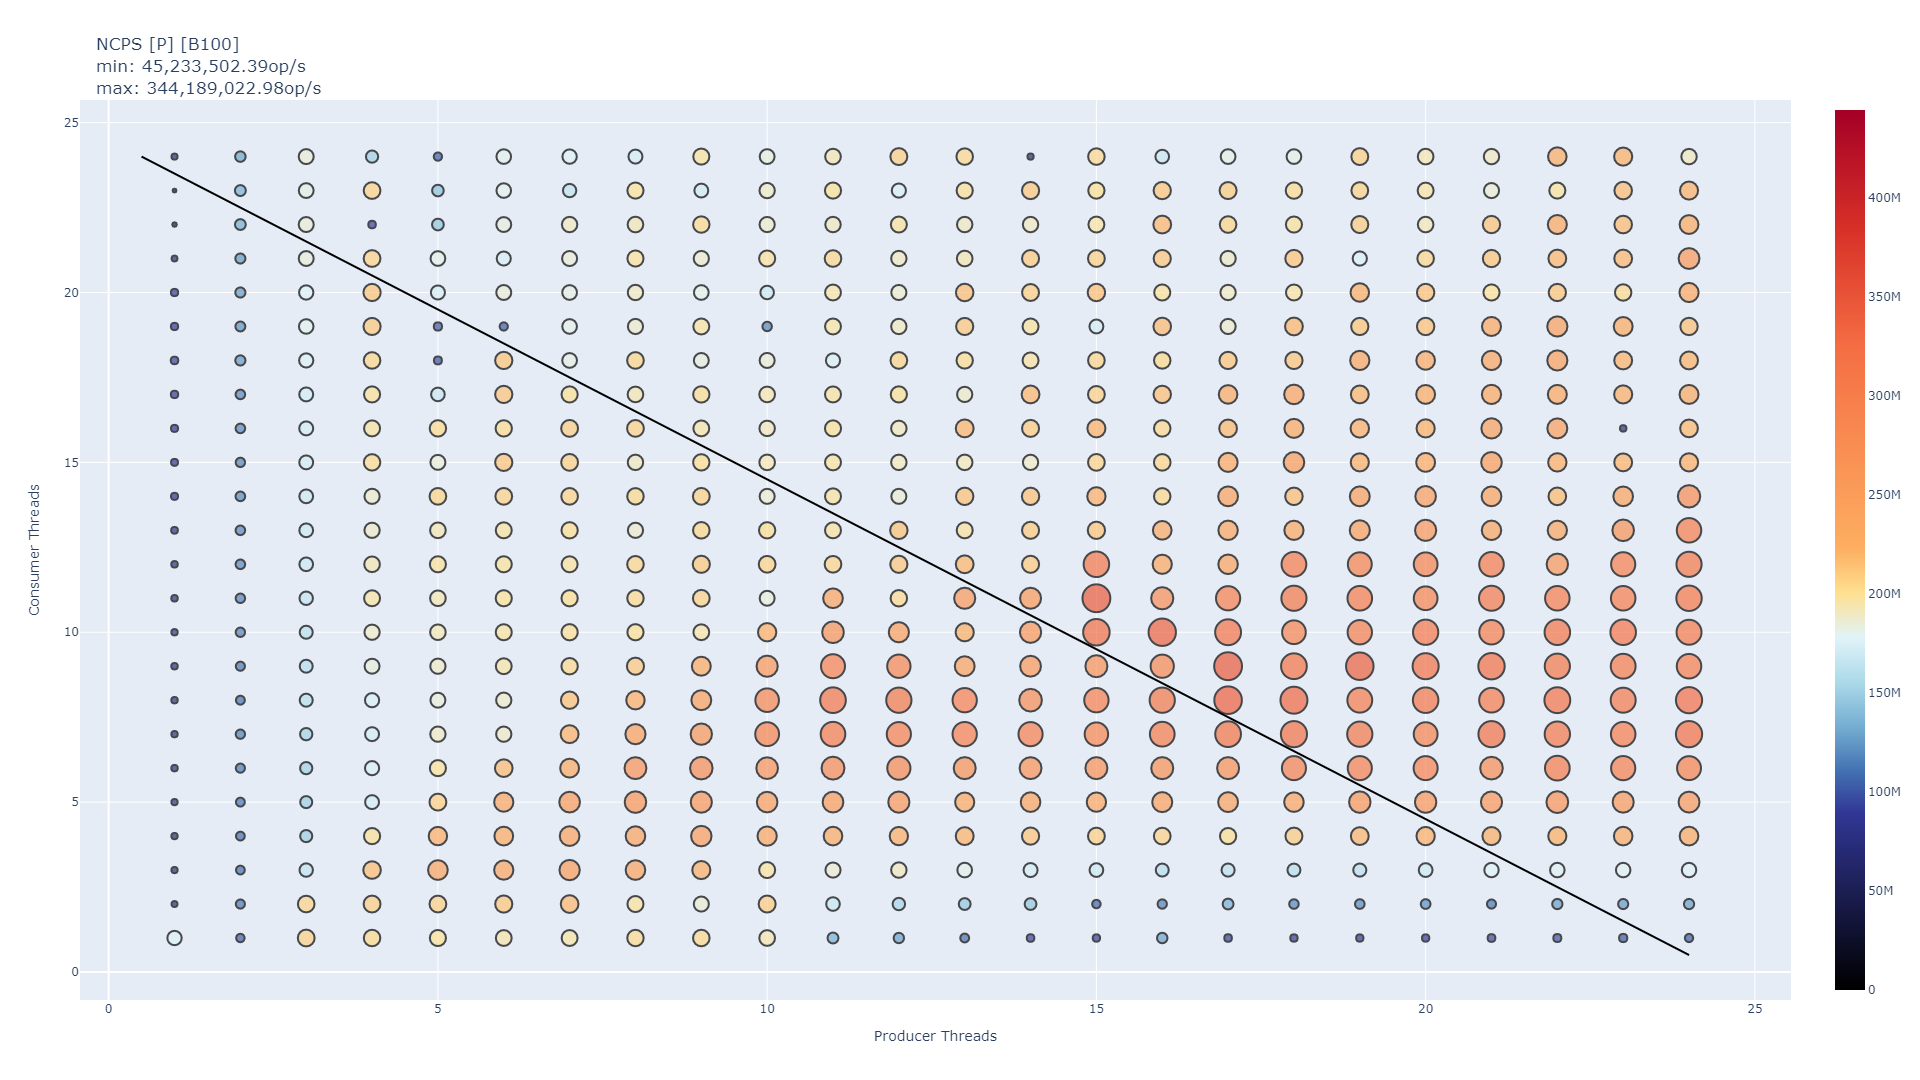 NCPS [P] [B100]
min: 45,233,502.39op/s
max: 344,189,022.98op/s
25
20
15
10
5
0
Consumer Threads
0
5
10
15
20
25
Producer Threads
400M
350M
300M
250M
200M
150M
100M
50M
0